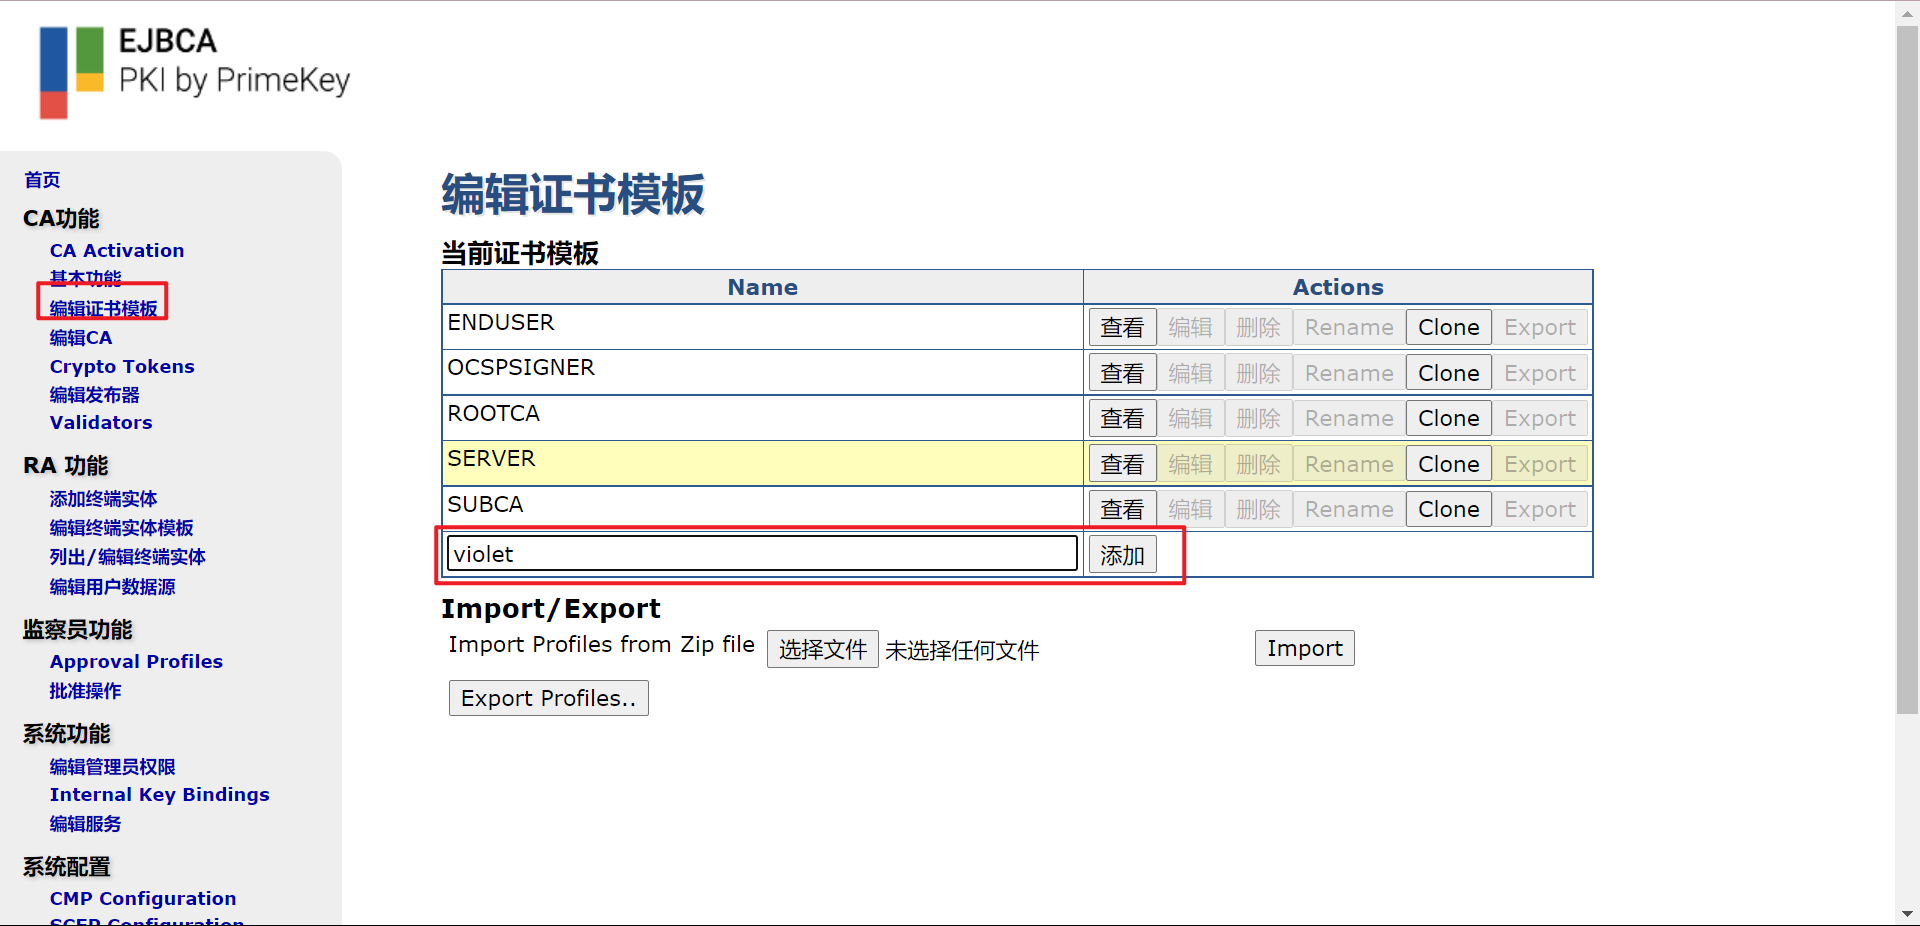 EJBCA
PKI by PrimeKey
首页
CA功能
CA Activation
基本功能
编辑证书模板
编辑CA
Crypto Tokens
编辑发布器
Validators
RA 功能
添加终端实体
编辑终端实体模板
列出/编辑终端实体
编辑用户数据源
监察员功能
Approval Profiles
批准操作
系统功能
编辑管理员权限
Internal Key Bindings
编辑服务
系统配置
CMP Configuration
SCEP Configuration
编辑证书模板
当前证书模板
Name Actions
ENDUSER 查看 编辑 删除 Rename Clone Export
OCSPSIGNER 查看 编辑 删除 Rename Clone Export
ROOTCA 查看 编辑 删除 Rename Clone Export
SERVER 查看 编辑 删除 Rename Clone Export
SUBCA 查看 编辑 删除 Rename Clone Export
violet 添加
Import/Export
Import Profiles from Zip file 选择文件 未选择任何文件 Import
Export Profiles..